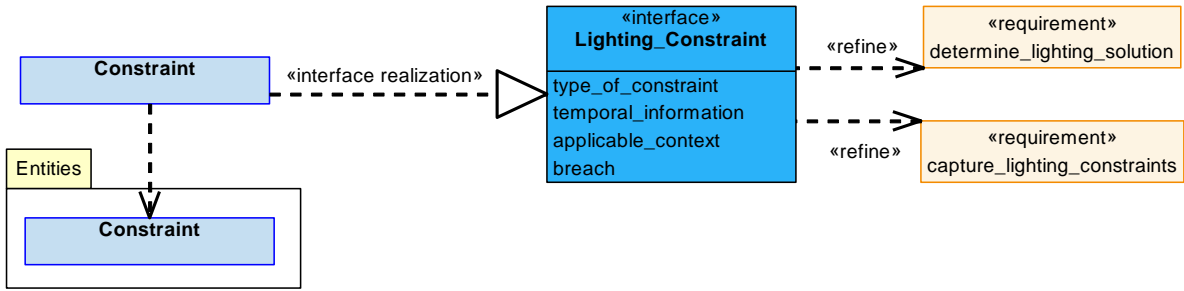 Constraint
«interface realization»
«interface»
Lighting_Constraint
type_of_constraint
temporal_information
applicable_context
breach
«refine»
«requirement»
determine_lighting_solution
«refine»
«requirement»
capture_lighting_constraints
Entities
Constraint